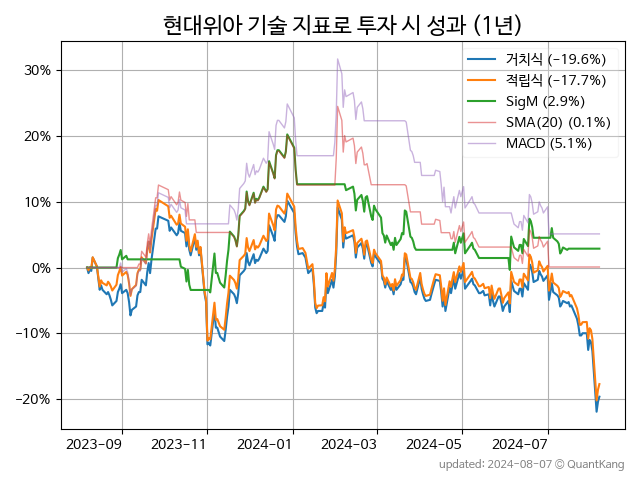 현대위아 기술 지표로 투자 시 성과 (1년)
거치식 (−19.6%)
적립식 (−17.7%)
SigM (2.9%)
SMA(20) (0.1%)
MACD (5.1%)
30%
20%
10%
0%
−10%
−20%
2023-09 2023-11 2024-01 2024-03 2024-05 2024-07
updated: 2024-08-07 © QuantKang